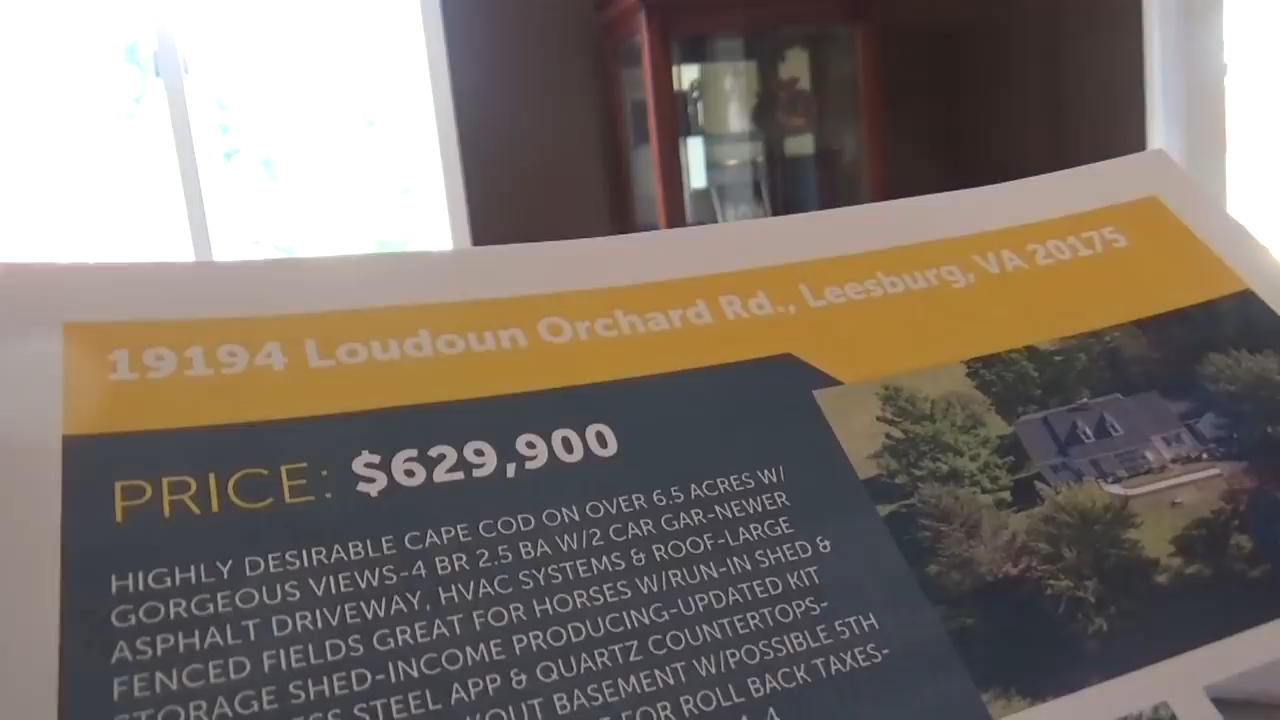 19194 Loudoun Orchard Rd., Leesburg, VA 20175
PRICE: $629,900
HIGHLY DESIRABLE CAPE COD ON OVER 6.5 ACRES W/
GORGEOUS VIEWS-4 BR 2.5 BA W/2 CAR GAR-NEWER
ASPHALT DRIVEWAY, HVAC SYSTEMS & ROOF-LARGE
FENCED FIELDS GREAT FOR HORSES W/RUN-IN SHED &
STORAGE SHED-INCOME PRODUCING-UPDATED KIT
STEEL APP & QUARTZ COUNTERTOPS-
BASEMENT W/POSSIBLE 5TH
FOR ROLL BACK TAXES-